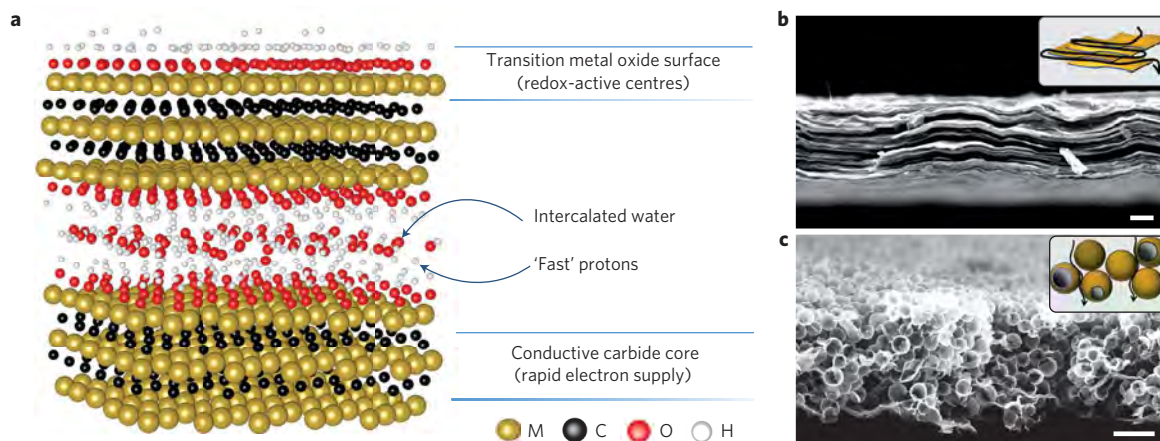 a
Transition metal oxide surface
(redox-active centres)
Intercalated water
‘Fast’ protons
Conductive carbide core
(rapid electron supply)
M C O H
b
c